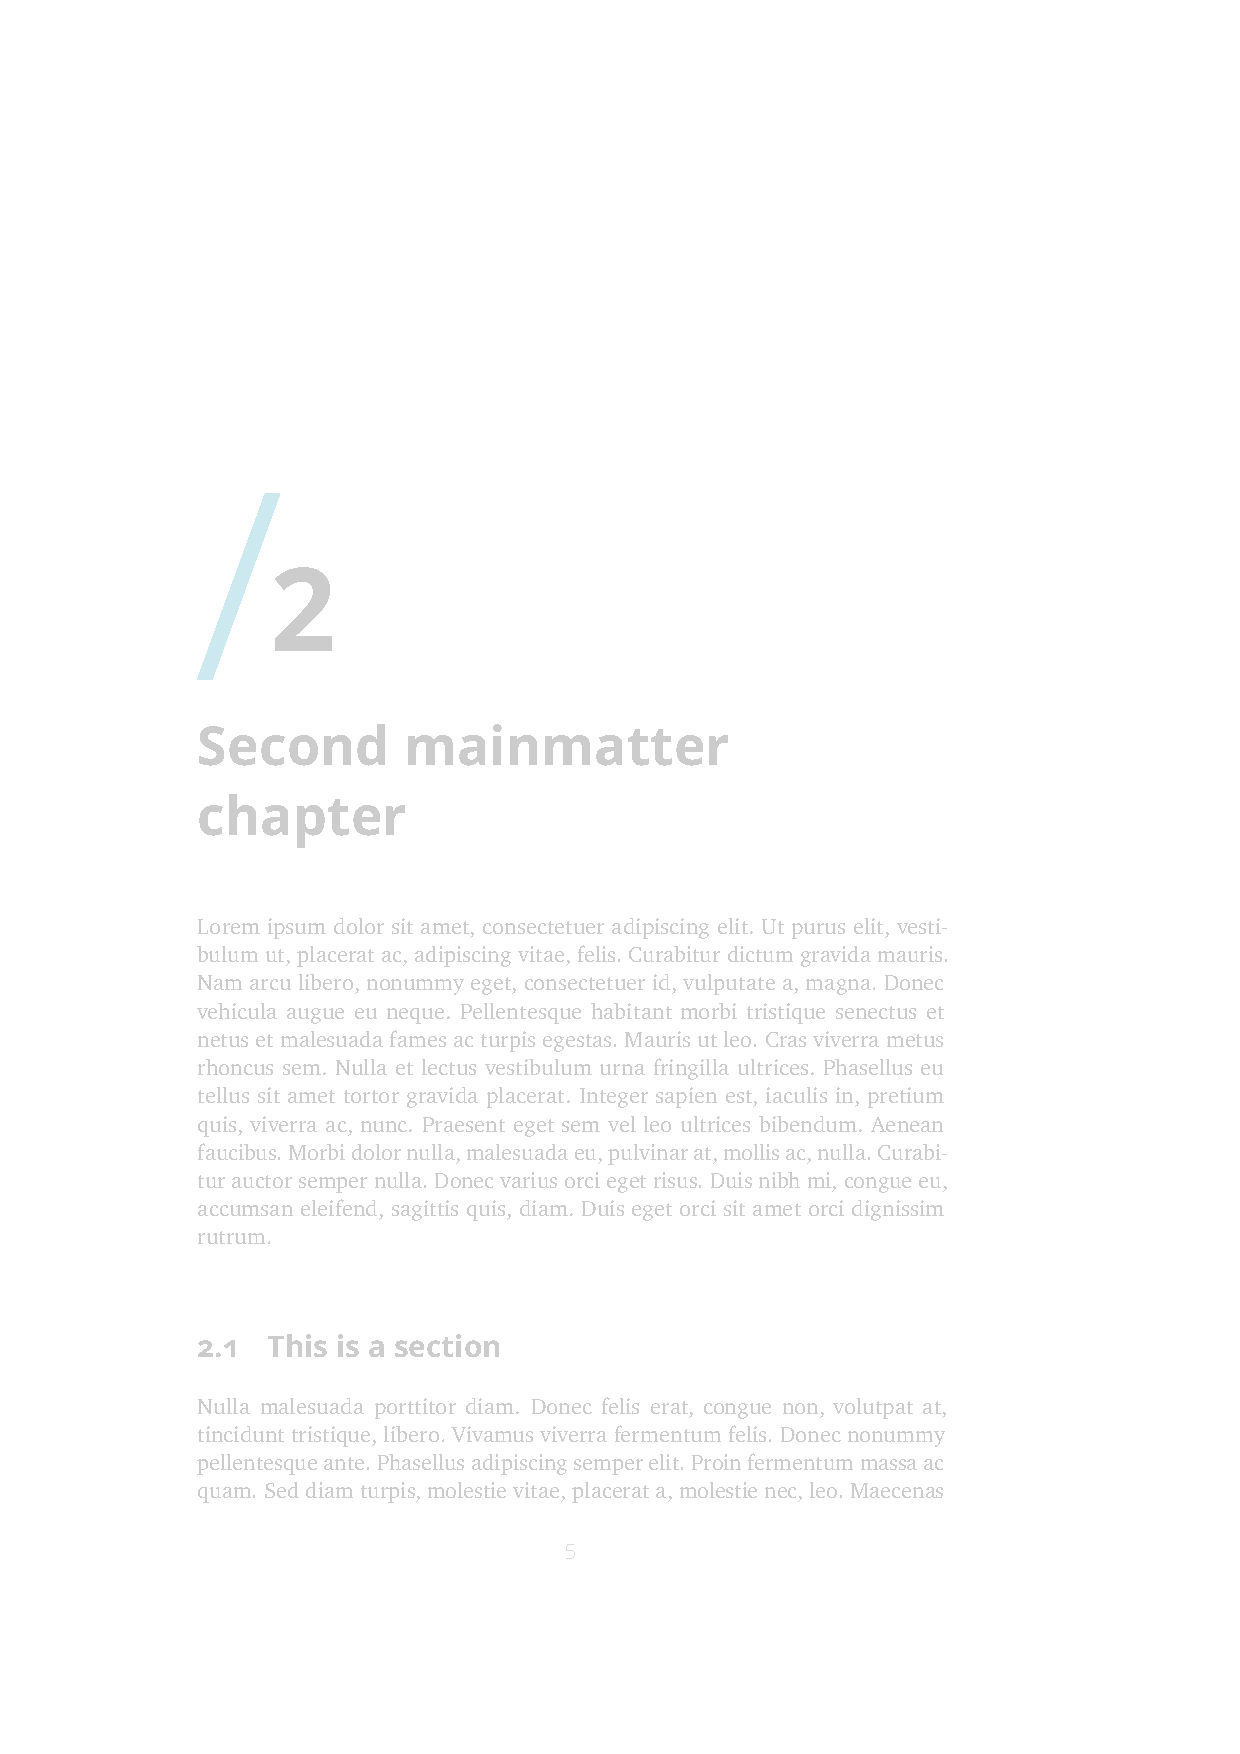 /2
Second mainmatter
chapter
Lorem ipsum dolor sit amet, consectetuer adipiscing elit. Ut purus elit, vesti-
bulum ut, placerat ac, adipiscing vitae, felis. Curabitur dictum gravida mauris.
Nam arcu libero, nonummy eget, consectetuer id, vulputate a, magna. Donec
vehicula augue eu neque. Pellentesque habitant morbi tristique senectus et
netus et malesuada fames ac turpis egestas. Mauris ut leo. Cras viverra metus
rhoncus sem. Nulla et lectus vestibulum urna fringilla ultrices. Phasellus eu
tellus sit amet tortor gravida placerat. Integer sapien est, iaculis in, pretium
quis, viverra ac, nunc. Praesent eget sem vel leo ultrices bibendum. Aenean
faucibus. Morbi dolor nulla, malesuada eu, pulvinar at, mollis ac, nulla. Curabi-
tur auctor semper nulla. Donec varius orci eget risus. Duis nibh mi, congue eu,
accumsan eleifend, sagittis quis, diam. Duis eget orci sit amet orci dignissim
rutrum.
2.1 This is a section
Nulla malesuada porttitor diam. Donec felis erat, congue non, volutpat at,
tincidunt tristique, libero. Vivamus viverra fermentum felis. Donec nonummy
pellentesque ante. Phasellus adipiscing semper elit. Proin fermentum massa ac
quam. Sed diam turpis, molestie vitae, placerat a, molestie nec, leo. Maecenas
5